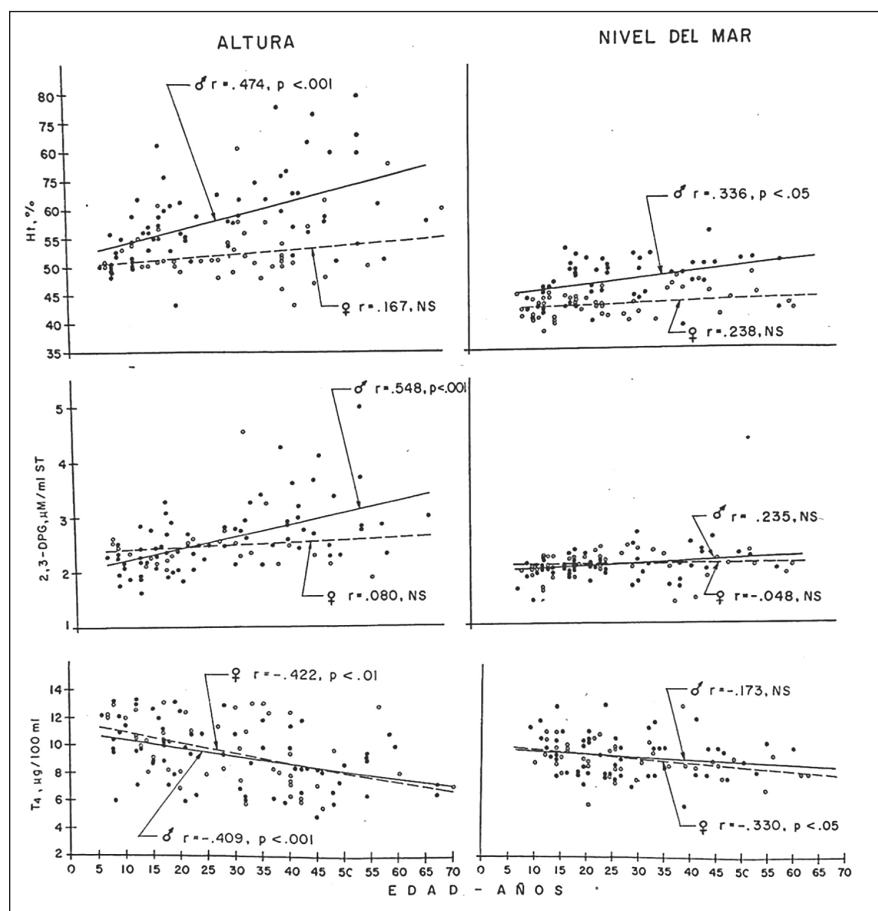 ALTURA
NIVEL DEL MAR
♂ r = .474, p < .001
80
75
60
75
60
55
50
45
40
35
Ht, %
♀ r = .167, NS
♂ r = .336, p < .05
♀ r = .238, NS
♂ r = .548, p < .001
5
4
3
2
1
2,3-DPG, µM/ml ST
♀ r = .080, NS
♂ r = .235, NS
♀ r = -.048, NS
♀ r = -.422, p < .01
16
14
12
10
8
6
4
2
T4, µg/100 ml
♂ r = -.409, p < .001
♂ r = -.173, NS
♀ r = -.330, p < .05
0 5 10 15 20 25 30 35 40 45 50 55 60 65 70
0 5 10 15 20 25 30 35 40 45 50 55 60 65 70
EDAD - AÑOS